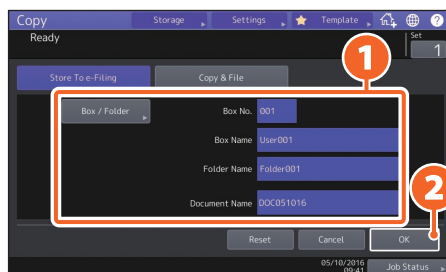 Copy Storage Settings Template ?
Ready Set
1
Store To e-Filing Copy & File
1
Box / Folder Box No. 001
Box Name User001
Folder Name Folder001
Document Name DOC051016
2
Reset Cancel OK
05/10/2016
09:41 Job Status